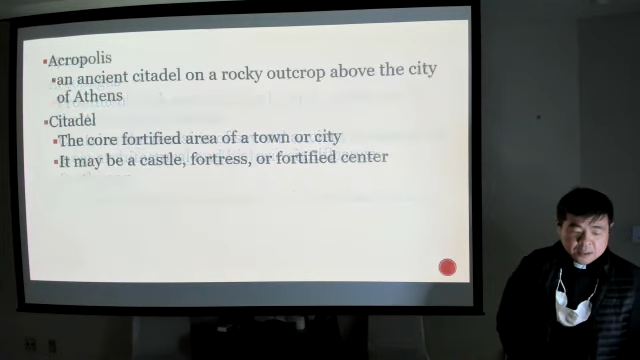 Acropolis
an ancient citadel on a rocky outcrop above the city
of Athens
Citadel
The core fortified area of a town or city
It may be a castle, fortress, or fortified center